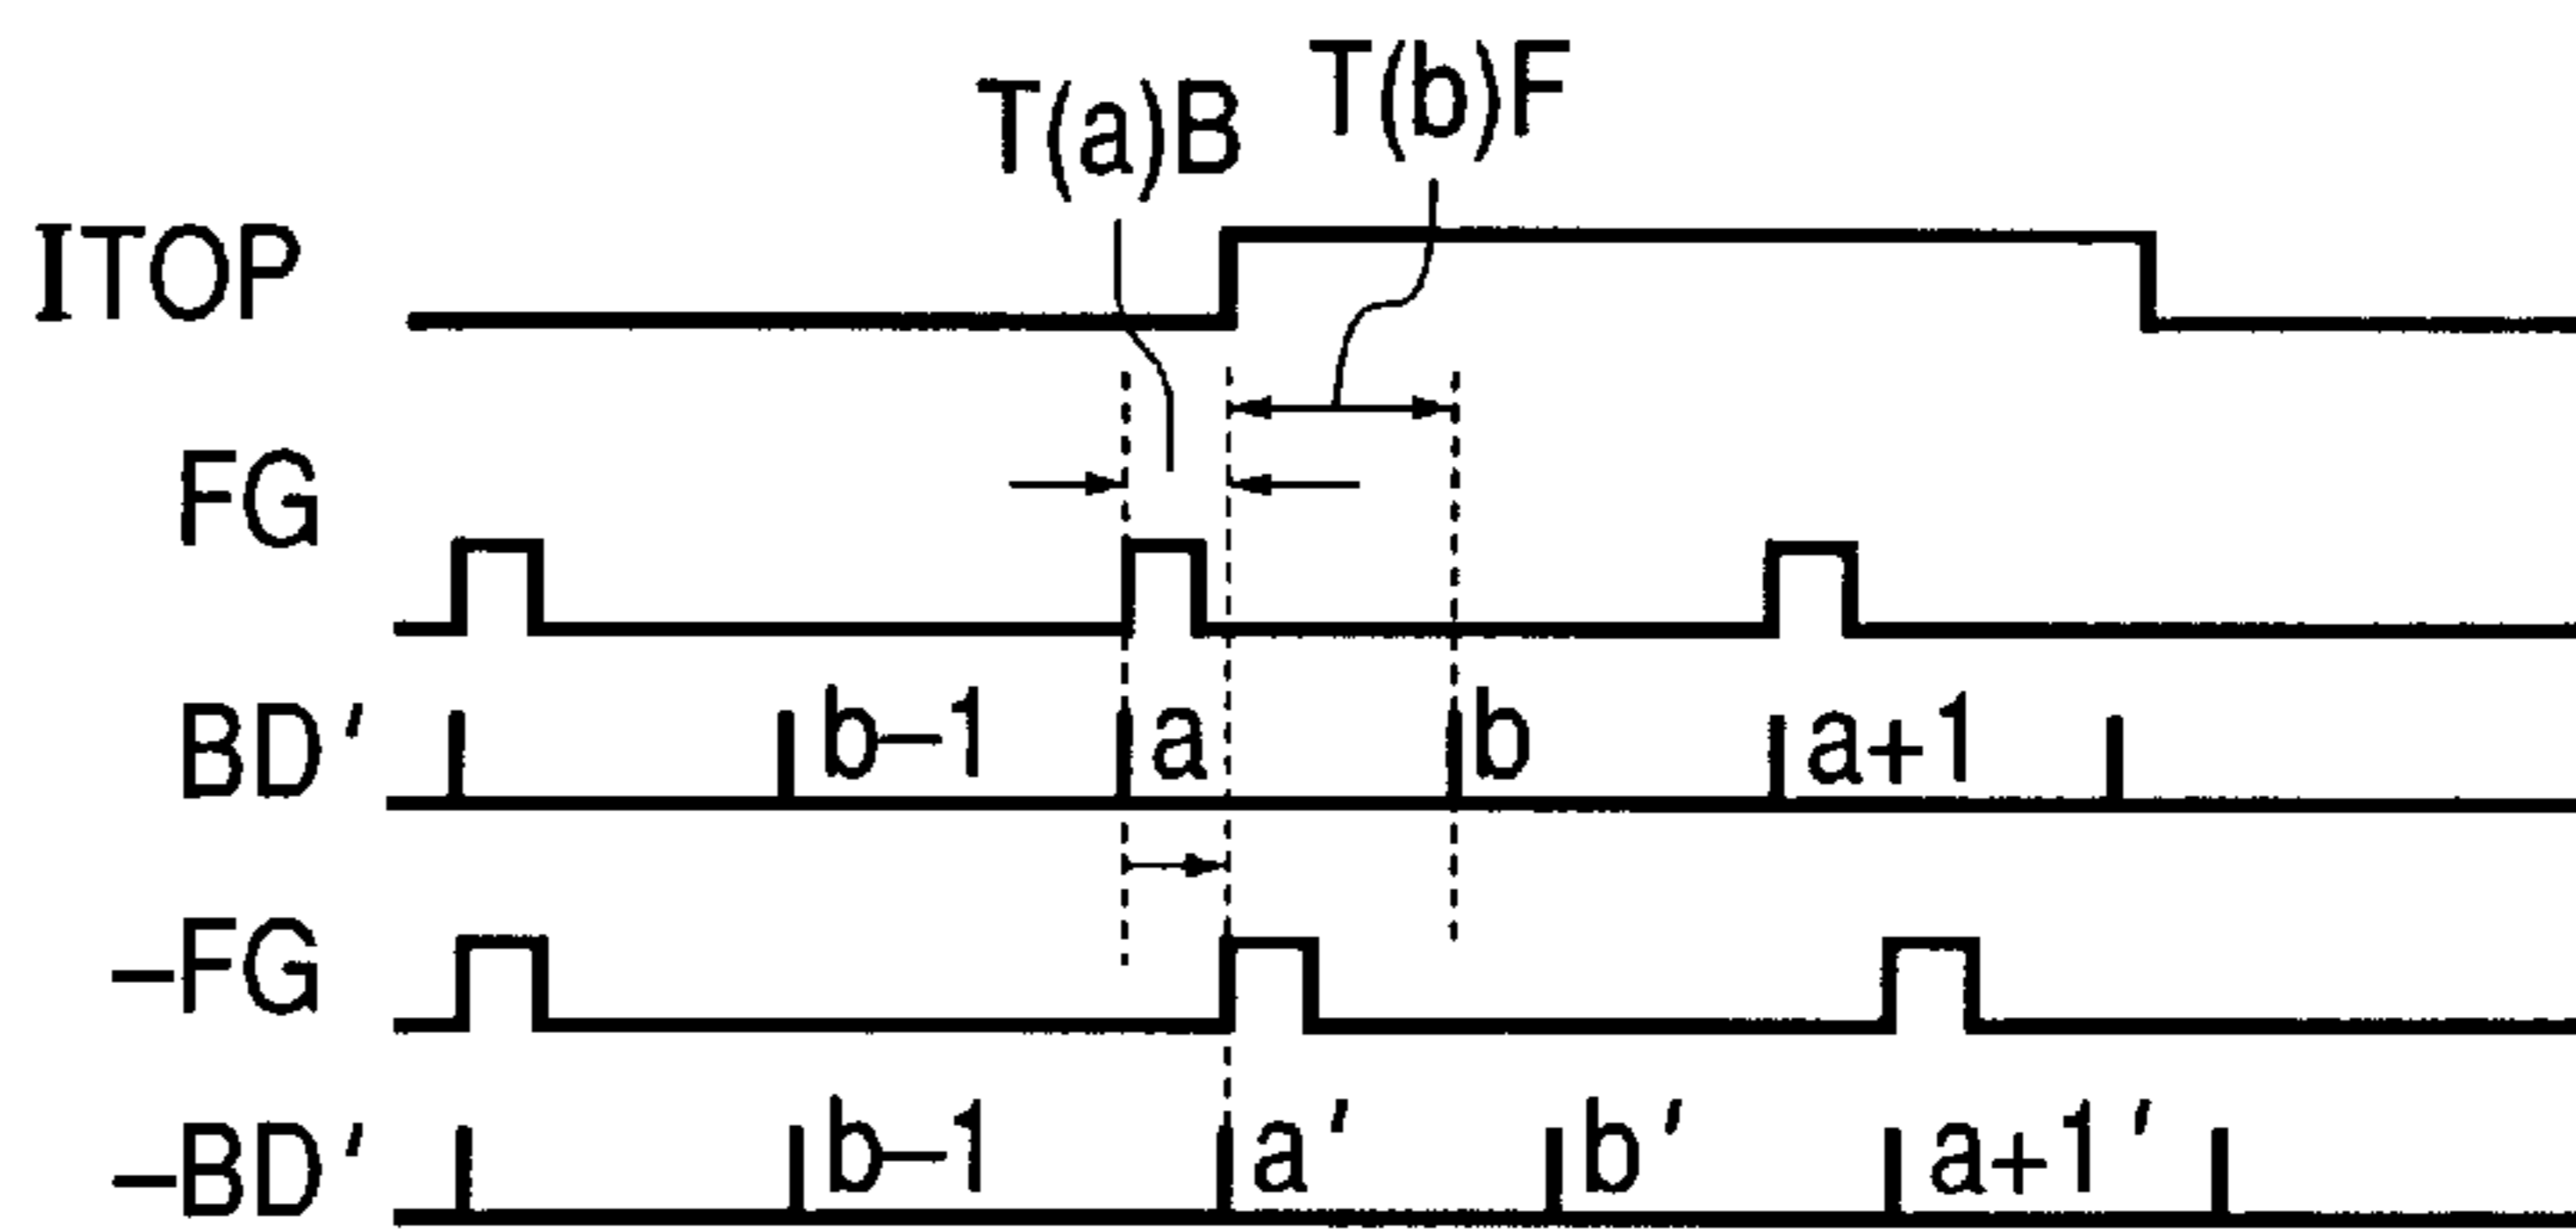 T(a)B T(b)F
ITOP
FG
BD' b–1 a b a+1
–FG
–BD' b–1 a' b' a+1'